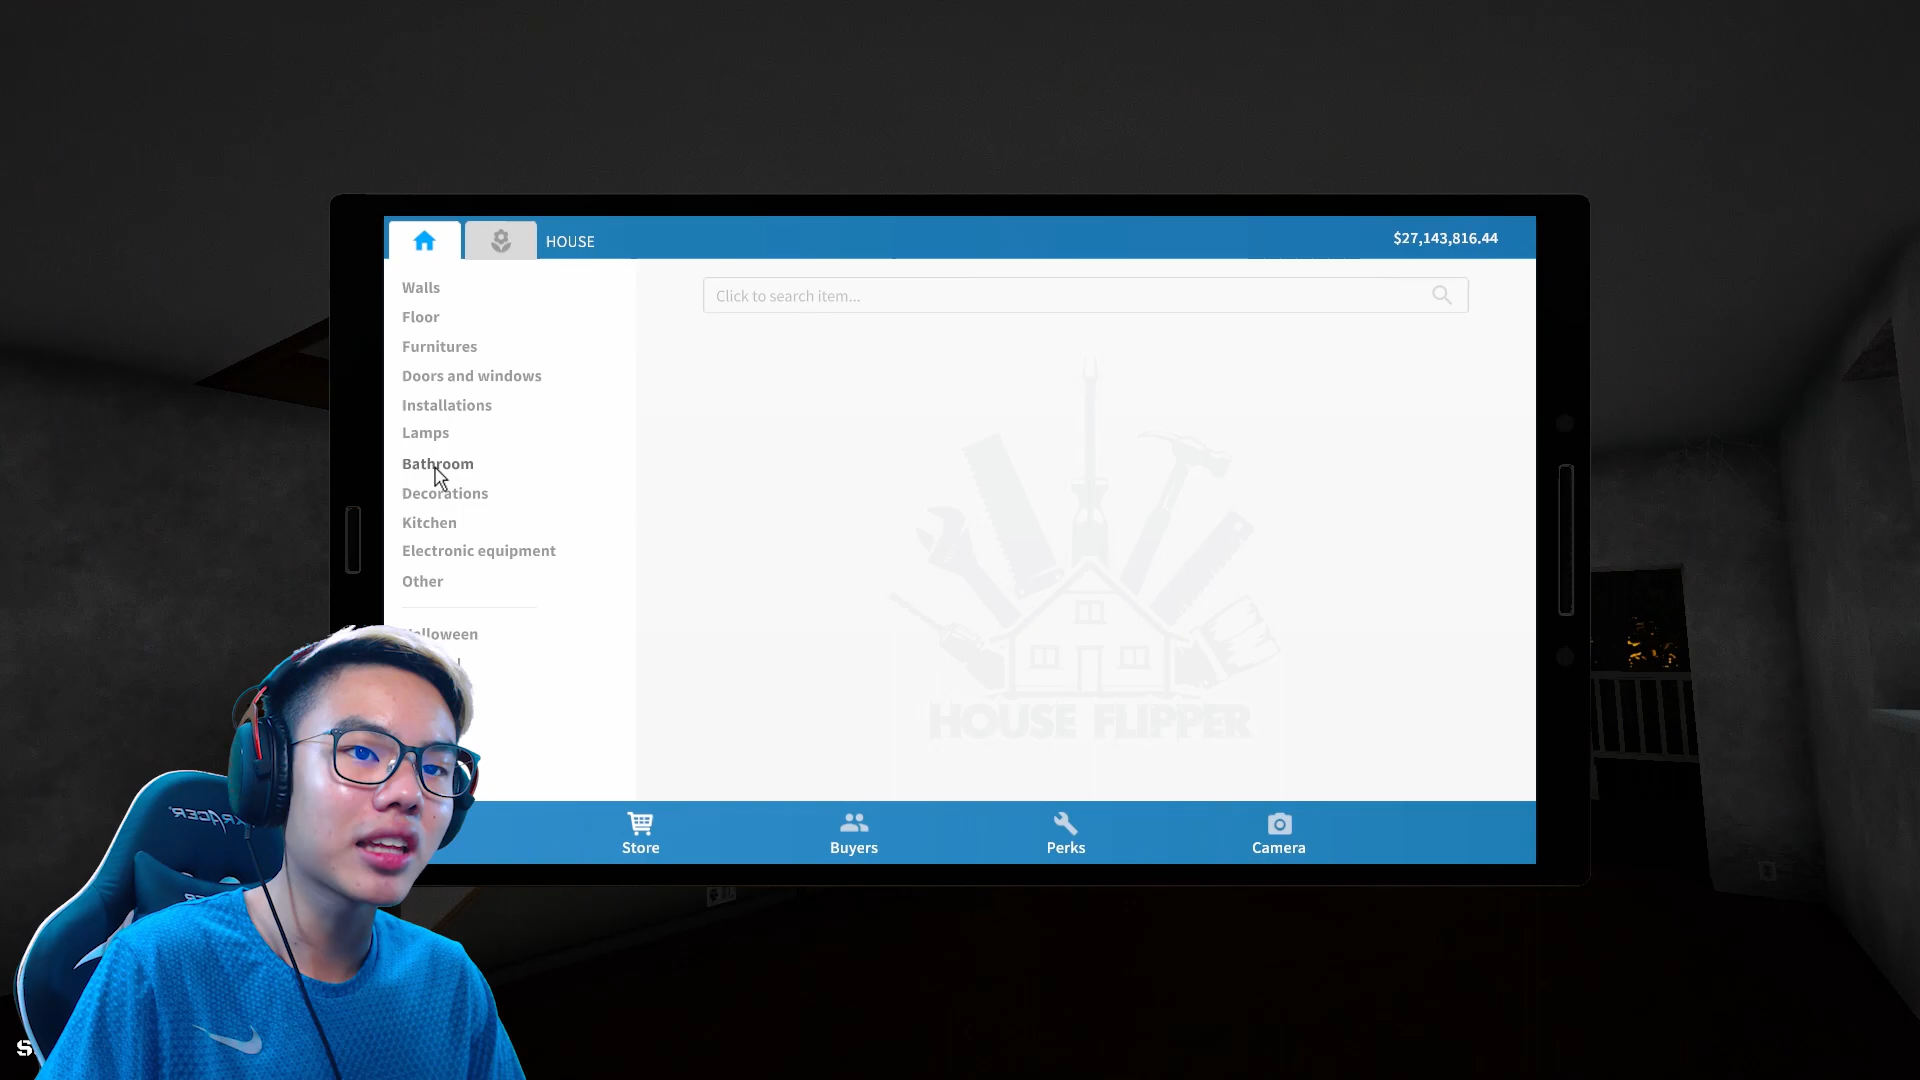 HOUSE
$27,143,816.44
Click to search item...
Walls
Floor
Furnitures
Doors and windows
Installations
Lamps
Bathroom
Decorations
Kitchen
Electronic equipment
Other
HOUSE FLIPPER
Store
Buyers
Perks
Camera